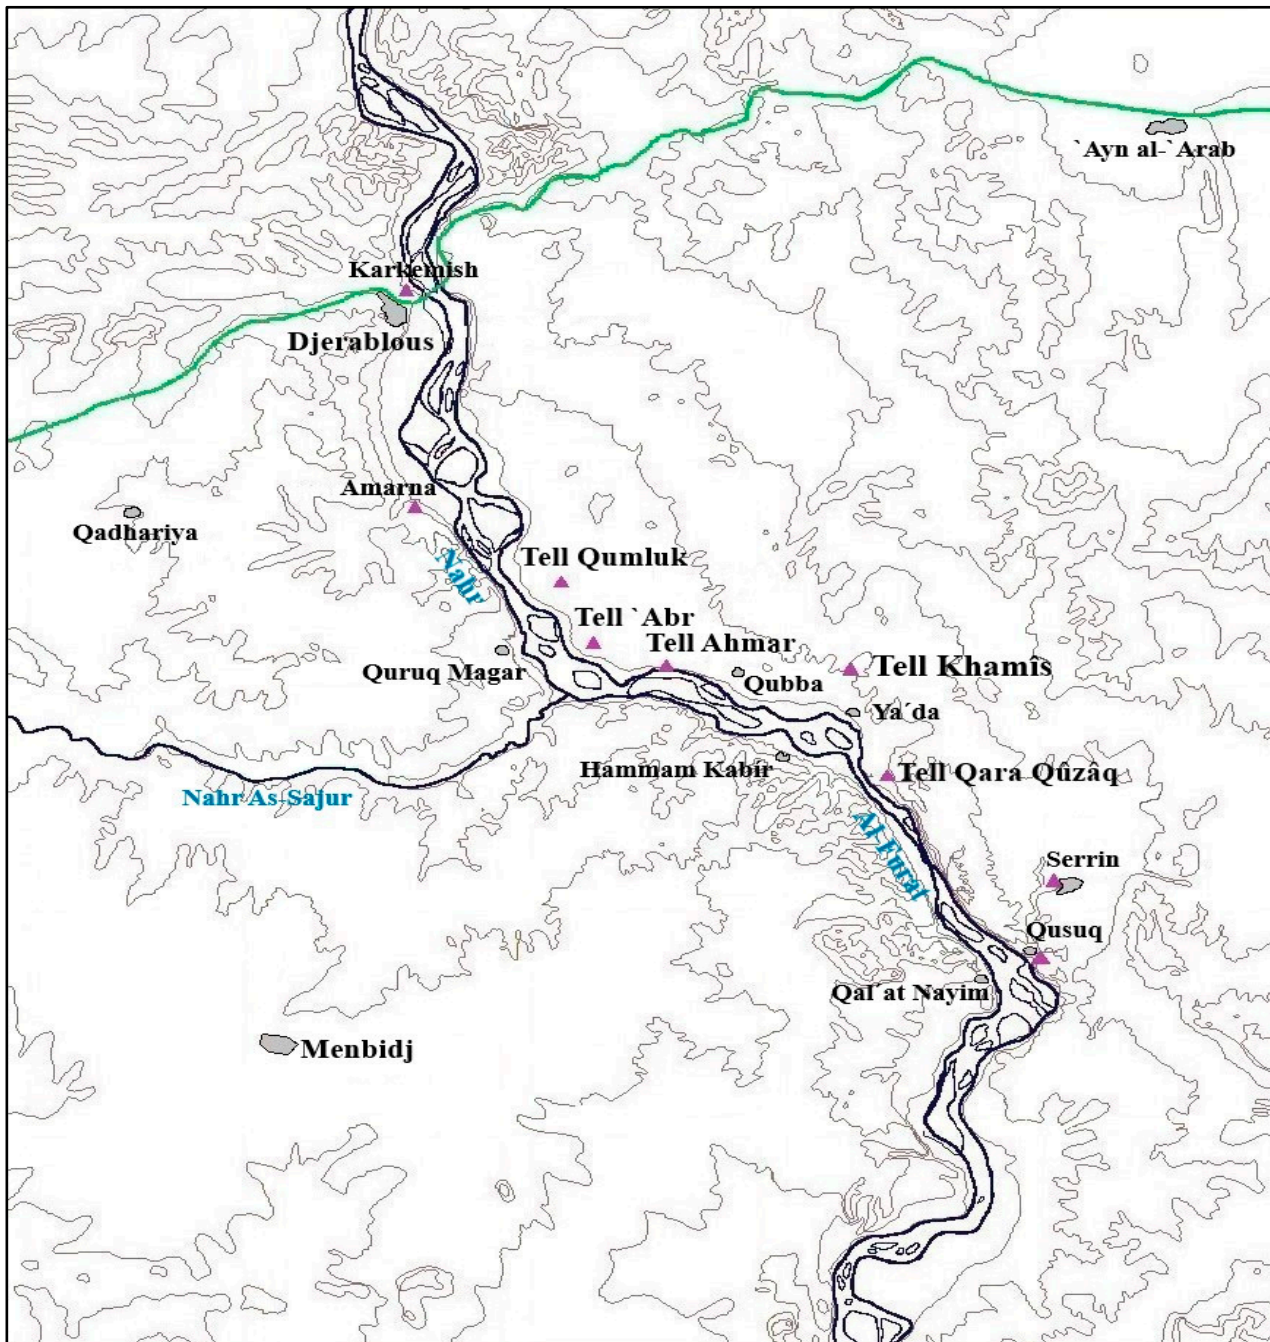 `Ayn al-`Arab
Karkemish
Djerablous
Amarna
Qadhariya
Tell Qumluk
Nahr
Tell `Abr
Tell Ahmar
Quruq Magar
Qubba
Tell Khamîs
Ya´da
Hammam Kabir
Tell Qara Qûzâq
Nahr As-Sajur
Al-Furat
Serrin
Qusuq
Qal´at Nayim
Menbidj